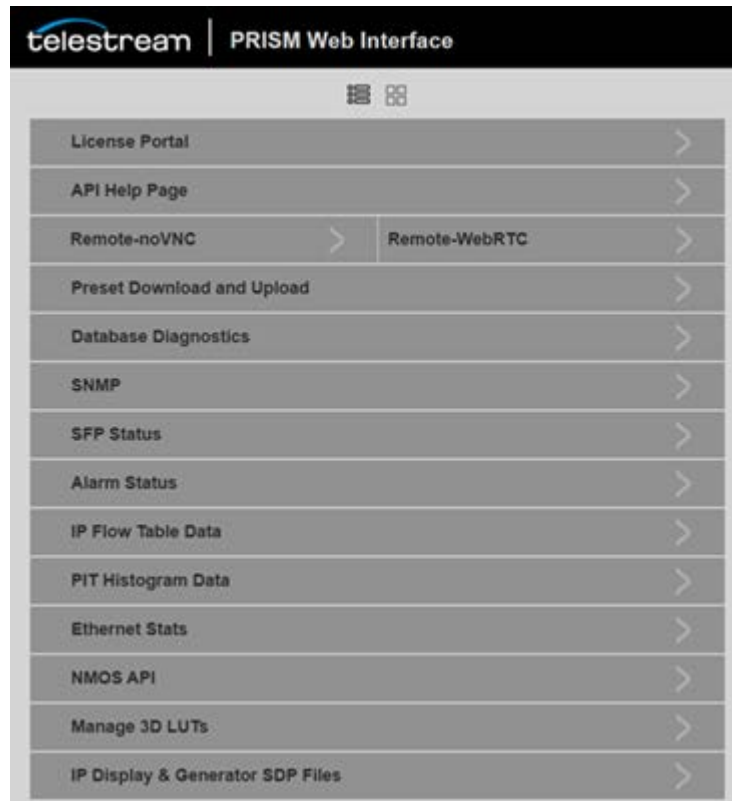 telestream | PRISM Web Interface
License Portal
API Help Page
Remote-noVNC
Remote-WebRTC
Preset Download and Upload
Database Diagnostics
SNMP
SFP Status
Alarm Status
IP Flow Table Data
PIT Histogram Data
Ethernet Stats
NMOS API
Manage 3D LUTs
IP Display & Generator SDP Files